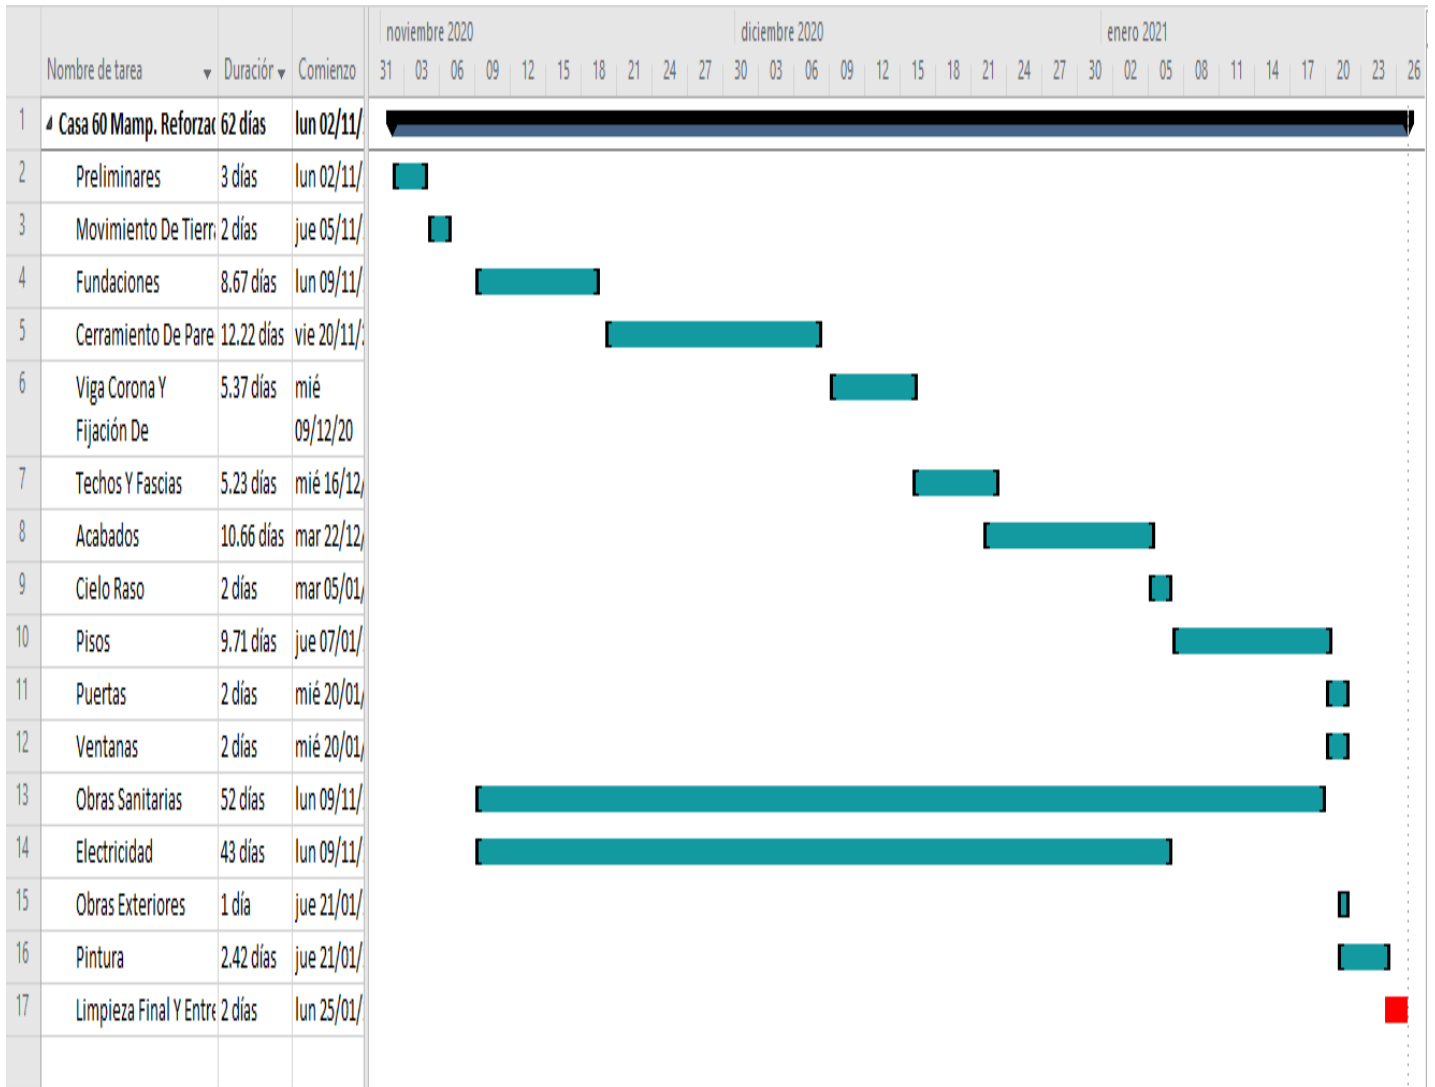 noviembre 2020 diciembre 2020 enero 2021
Nombre de tarea Duración Comienzo 31 03 06 09 12 15 18 21 24 27 30 03 06 09 12 15 18 21 24 27 30 02 05 08 11 14 17 20 23 26
1 Casa 60 Mamp. Reforzac 62 días lun 02/11/
2 Preliminares 3 días lun 02/11/
3 Movimiento De Tierra 2 días jue 05/11/
4 Fundaciones 8.67 días lun 09/11/
5 Cerramiento De Pare 12.22 días vie 20/11/2
6 Viga Corona Y 5.37 días mié
Fijación De 09/12/20
7 Techos Y Fascias 5.23 días mié 16/12/
8 Acabados 10.66 días mar 22/12/
9 Cielo Raso 2 días mar 05/01/
10 Pisos 9.71 días jue 07/01/
11 Puertas 2 días mié 20/01/
12 Ventanas 2 días mié 20/01/
13 Obras Sanitarias 52 días lun 09/11/
14 Electricidad 43 días lun 09/11/
15 Obras Exteriores 1 día jue 21/01/
16 Pintura 2.42 días jue 21/01/
17 Limpieza Final Y Entre 2 días lun 25/01/